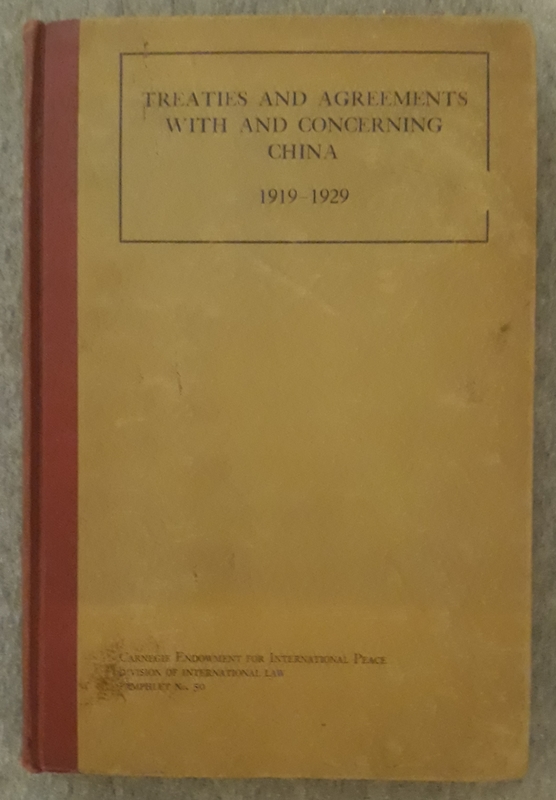 TREATIES AND AGREEMENTS
WITH AND CONCERNING
CHINA
1919-1929
CARNEGIE ENDOWMENT FOR INTERNATIONAL PEACE
DIVISION OF INTERNATIONAL LAW
PAMPHLET No. 50